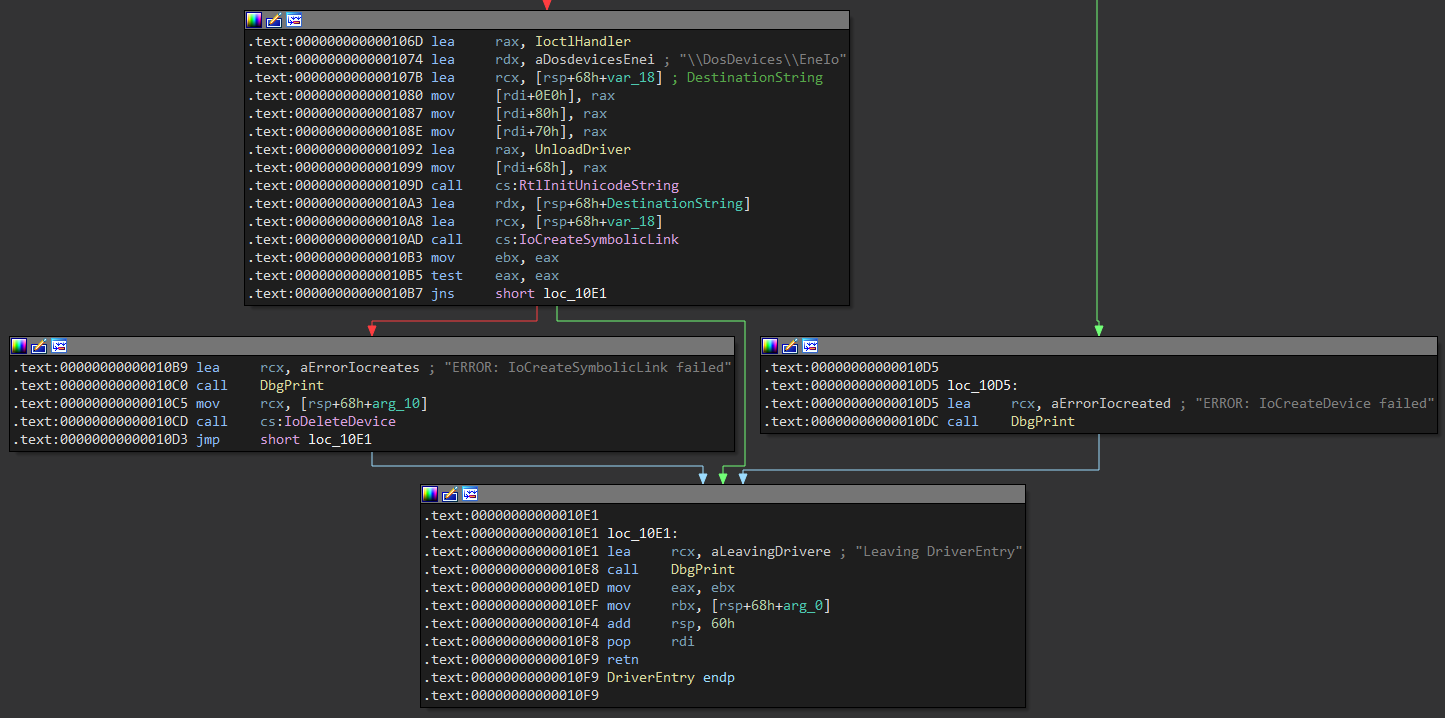 .text:000000000000106D lea     rax, IoctlHandler
.text:0000000000001074 lea     rdx, aDosdevicesEnei ; "\\DosDevices\\EneIo"
.text:000000000000107B lea     rcx, [rsp+68h+var_18] ; DestinationString
.text:0000000000001080 mov     [rdi+0E0h], rax
.text:0000000000001087 mov     [rdi+80h], rax
.text:000000000000108E mov     [rdi+70h], rax
.text:0000000000001092 lea     rax, UnloadDriver
.text:0000000000001099 mov     [rdi+68h], rax
.text:000000000000109D call    cs:RtlInitUnicodeString
.text:00000000000010A3 lea     rdx, [rsp+68h+DestinationString]
.text:00000000000010A8 lea     rcx, [rsp+68h+var_18]
.text:00000000000010AD call    cs:IoCreateSymbolicLink
.text:00000000000010B3 mov     ebx, eax
.text:00000000000010B5 test    eax, eax
.text:00000000000010B7 jns     short loc_10E1
.text:00000000000010B9 lea     rcx, aErrorIocreates ; "ERROR: IoCreateSymbolicLink failed"
.text:00000000000010C0 call    DbgPrint
.text:00000000000010C5 mov     rcx, [rsp+68h+arg_10]
.text:00000000000010CD call    cs:IoDeleteDevice
.text:00000000000010D3 jmp     short loc_10E1
.text:00000000000010D5
.text:00000000000010D5 loc_10D5:
.text:00000000000010D5 lea     rcx, aErrorIocreated ; "ERROR: IoCreateDevice failed"
.text:00000000000010DC call    DbgPrint
.text:00000000000010E1
.text:00000000000010E1 loc_10E1:
.text:00000000000010E1 lea     rcx, aLeavingDrivere ; "Leaving DriverEntry"
.text:00000000000010E8 call    DbgPrint
.text:00000000000010ED mov     eax, ebx
.text:00000000000010EF mov     rbx, [rsp+68h+arg_0]
.text:00000000000010F4 add     rsp, 60h
.text:00000000000010F8 pop     rdi
.text:00000000000010F9 retn
.text:00000000000010F9 DriverEntry endp
.text:00000000000010F9